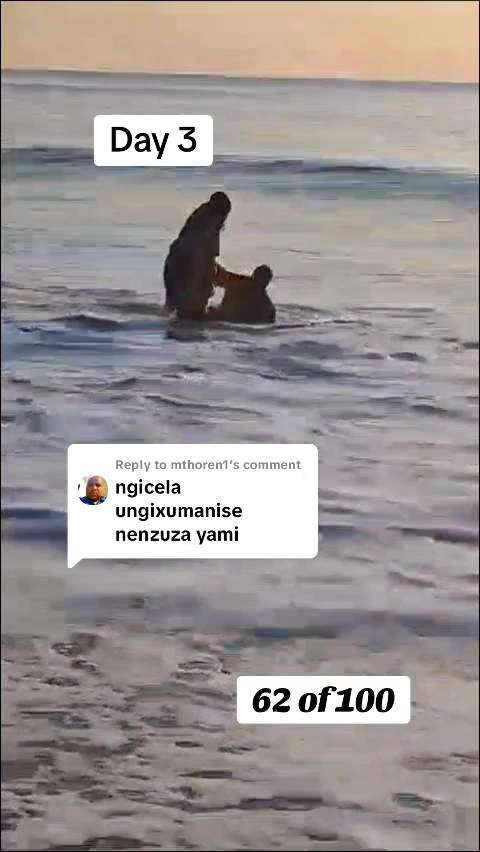 Day 3
Reply to mthoren1's comment
ngicela
ungixumanise
nenzuza yami
62 of 100